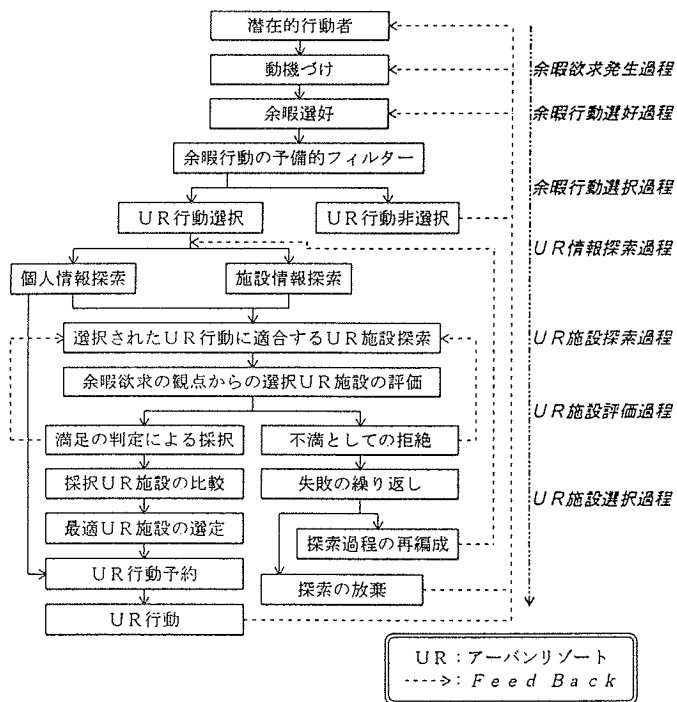 潜在的行動者
動機づけ
余暇欲求発生過程
余暇選好
余暇行動選好過程
余暇行動の予備的フィルター
余暇行動選択過程
UR行動選択
UR行動非選択
UR情報探索過程
個人情報探索
施設情報探索
選択されたUR行動に適合するUR施設探索
UR施設探索過程
余暇欲求の観点からの選択UR施設の評価
UR施設評価過程
満足の判定による採択
不満としての拒絶
採択UR施設の比較
失敗の繰り返し
UR施設選択過程
最適UR施設の選定
探索過程の再編成
UR行動予約
探索の放棄
UR行動
UR:アーバンリゾート
----->:Feed Back